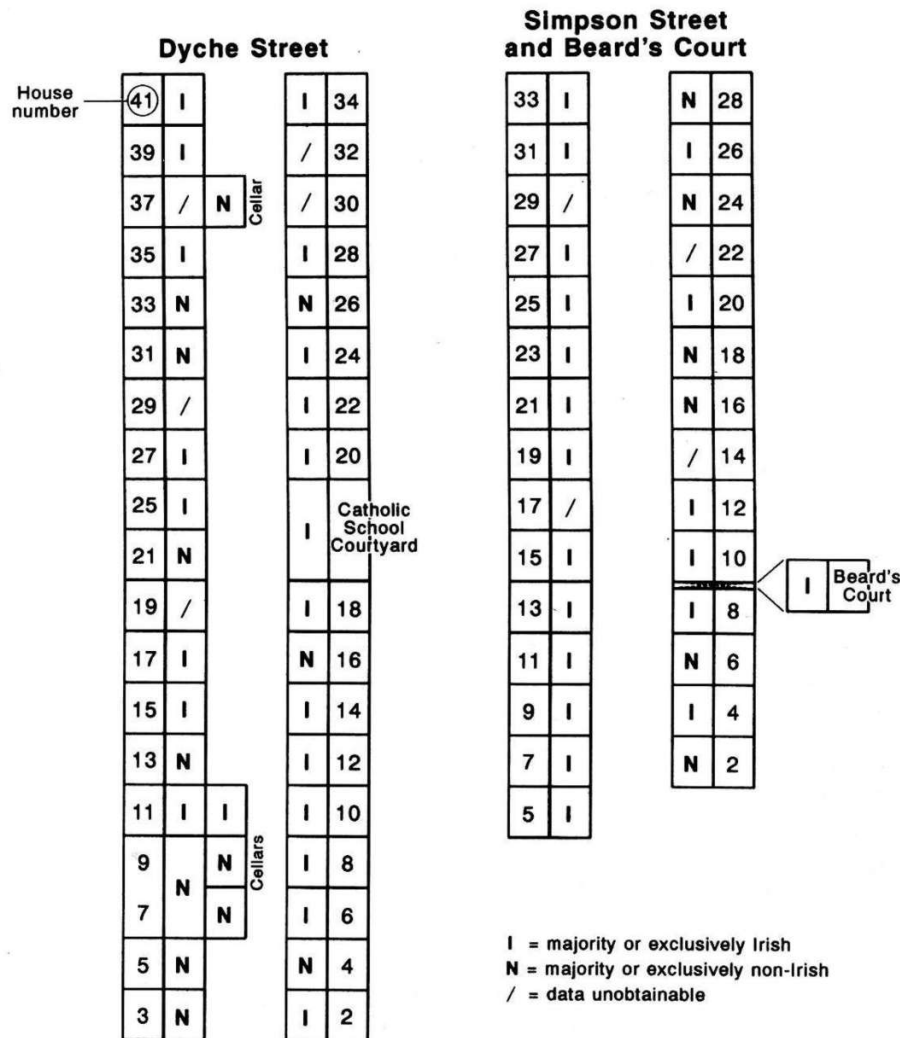 Dyche Street
Simpson Street
and Beard's Court
House
number
41 I
39 I
37 / N
Cellar
35 I
33 N
31 N
29 /
27 I
25 I
21 N
19 /
17 I
15 I
13 N
11 I I
9 N
N
7 N
Cellars
5 N
3 N
I 34
/ 32
/ 30
I 28
N 26
I 24
I 22
I 20
I
Catholic
School
Courtyard
I 18
N 16
I 14
I 12
I 10
I 8
I 6
N 4
I 2
33 I
31 I
29 /
27 I
25 I
23 I
21 I
19 I
17 /
15 I
13 I
11 I
9 I
7 I
5 I
N 28
I 26
N 24
/ 22
I 20
N 18
N 16
/ 14
I 12
I 10
I 8
N 6
I 4
N 2
I
Beard's
Court
I = majority or exclusively Irish
N = majority or exclusively non-Irish
/ = data unobtainable